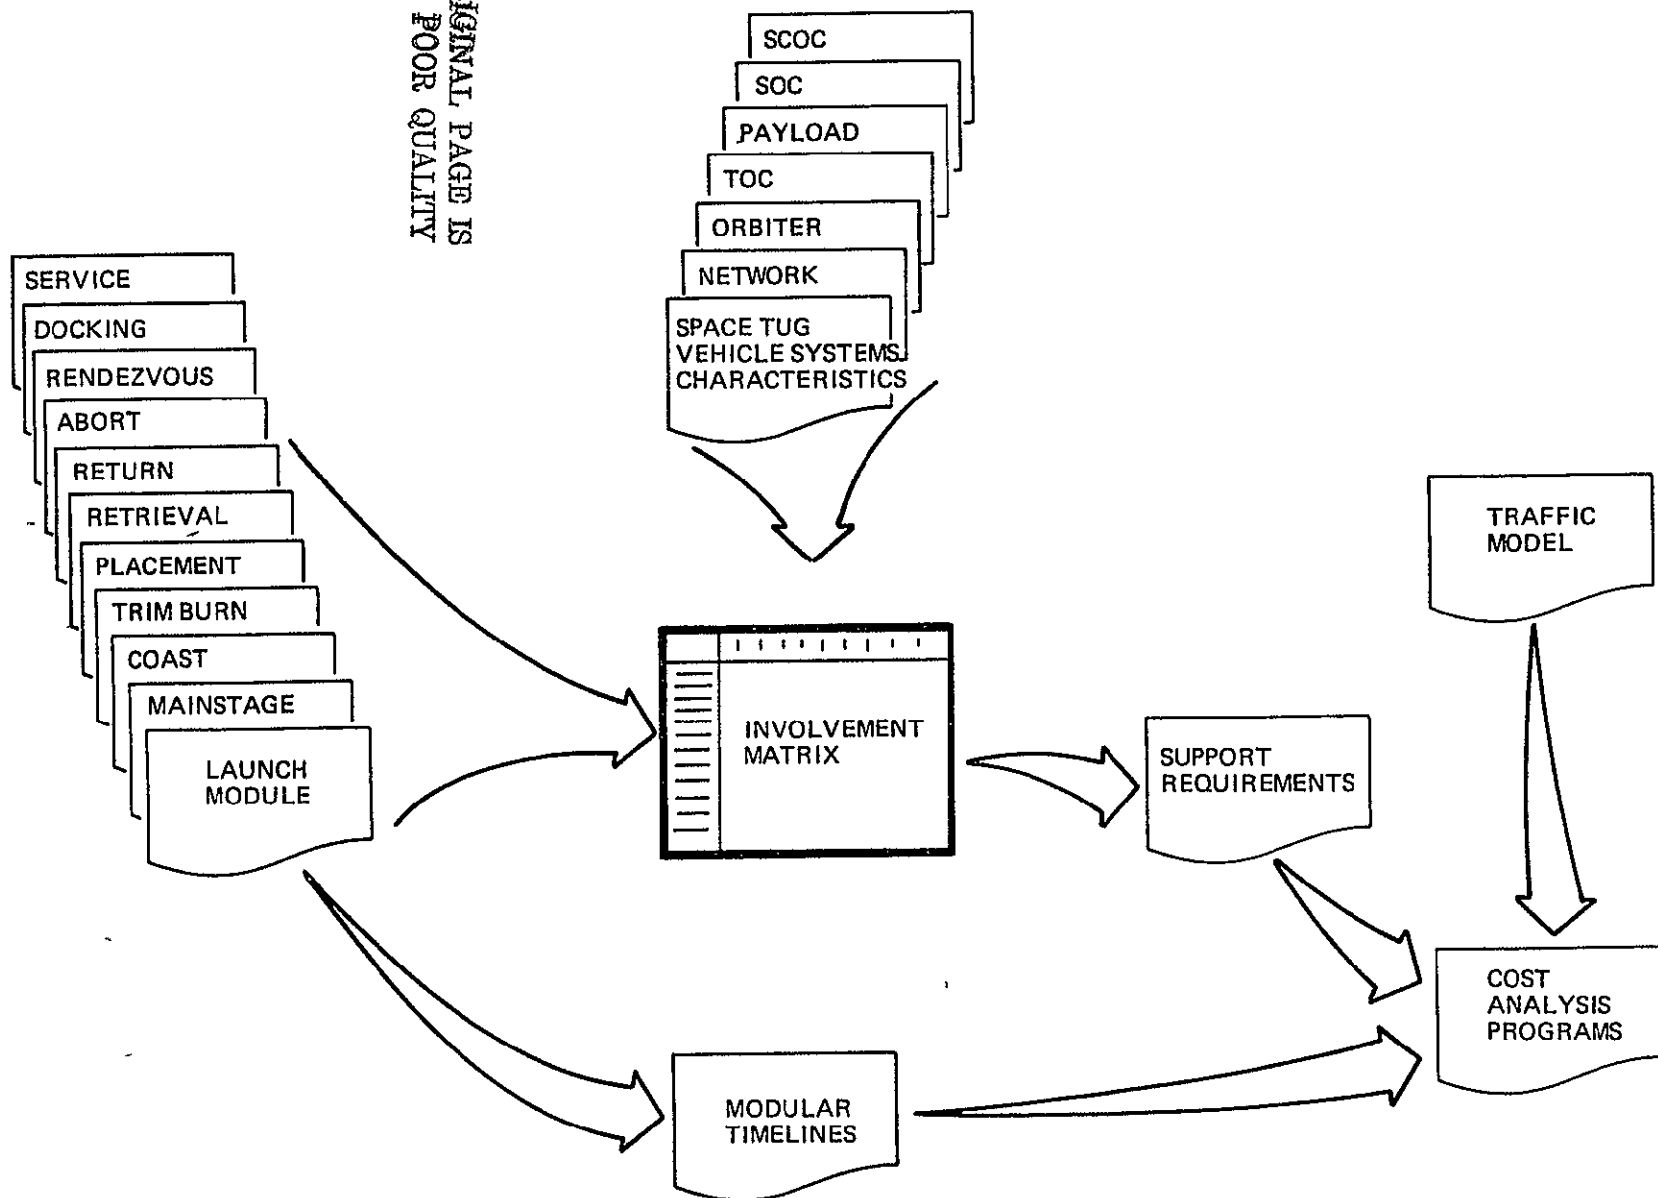 IGINAL PAGE IS
POOR QUALITY
SCOC
SOC
PAYLOAD
TOC
ORBITER
NETWORK
SPACE TUG
VEHICLE SYSTEMS
CHARACTERISTICS
SERVICE
DOCKING
RENDEZVOUS
ABORT
RETURN
RETRIEVAL
PLACEMENT
TRIM BURN
COAST
MAINSTAGE
LAUNCH
MODULE
INVOLVEMENT
MATRIX
SUPPORT
REQUIREMENTS
TRAFFIC
MODEL
COST
ANALYSIS
PROGRAMS
MODULAR
TIMELINES